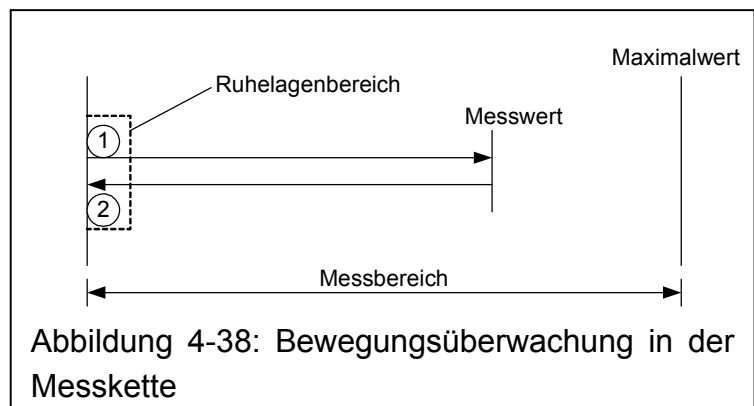 Maximalwert
Ruhelagenbereich
Messwert
1
2
Messbereich
Abbildung 4-38: Bewegungsüberwachung in der
Messkette